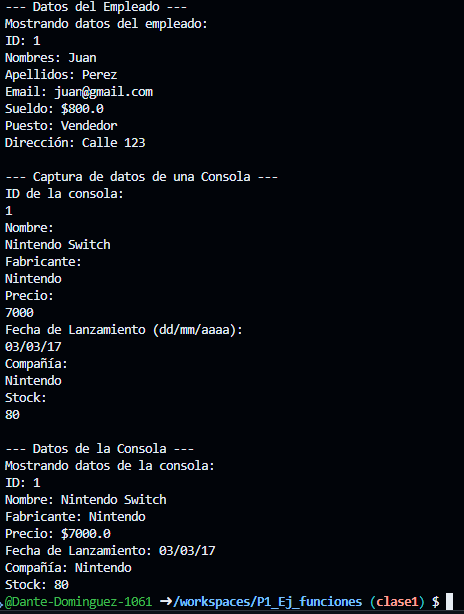 --- Datos del Empleado ---
Mostrando datos del empleado:
ID: 1
Nombres: Juan
Apellidos: Perez
Email: juan@gmail.com
Sueldo: $800.0
Puesto: Vendedor
Dirección: Calle 123

--- Captura de datos de una Consola ---
ID de la consola:
1
Nombre:
Nintendo Switch
Fabricante:
Nintendo
Precio:
7000
Fecha de Lanzamiento (dd/mm/aaaa):
03/03/17
Compañía:
Nintendo
Stock:
80

--- Datos de la Consola ---
Mostrando datos de la consola:
ID: 1
Nombre: Nintendo Switch
Fabricante: Nintendo
Precio: $7000.0
Fecha de Lanzamiento: 03/03/17
Compañía: Nintendo
Stock: 80
@Dante-Dominguez-1061 ➜/workspaces/P1_Ej_funciones (clase1) $